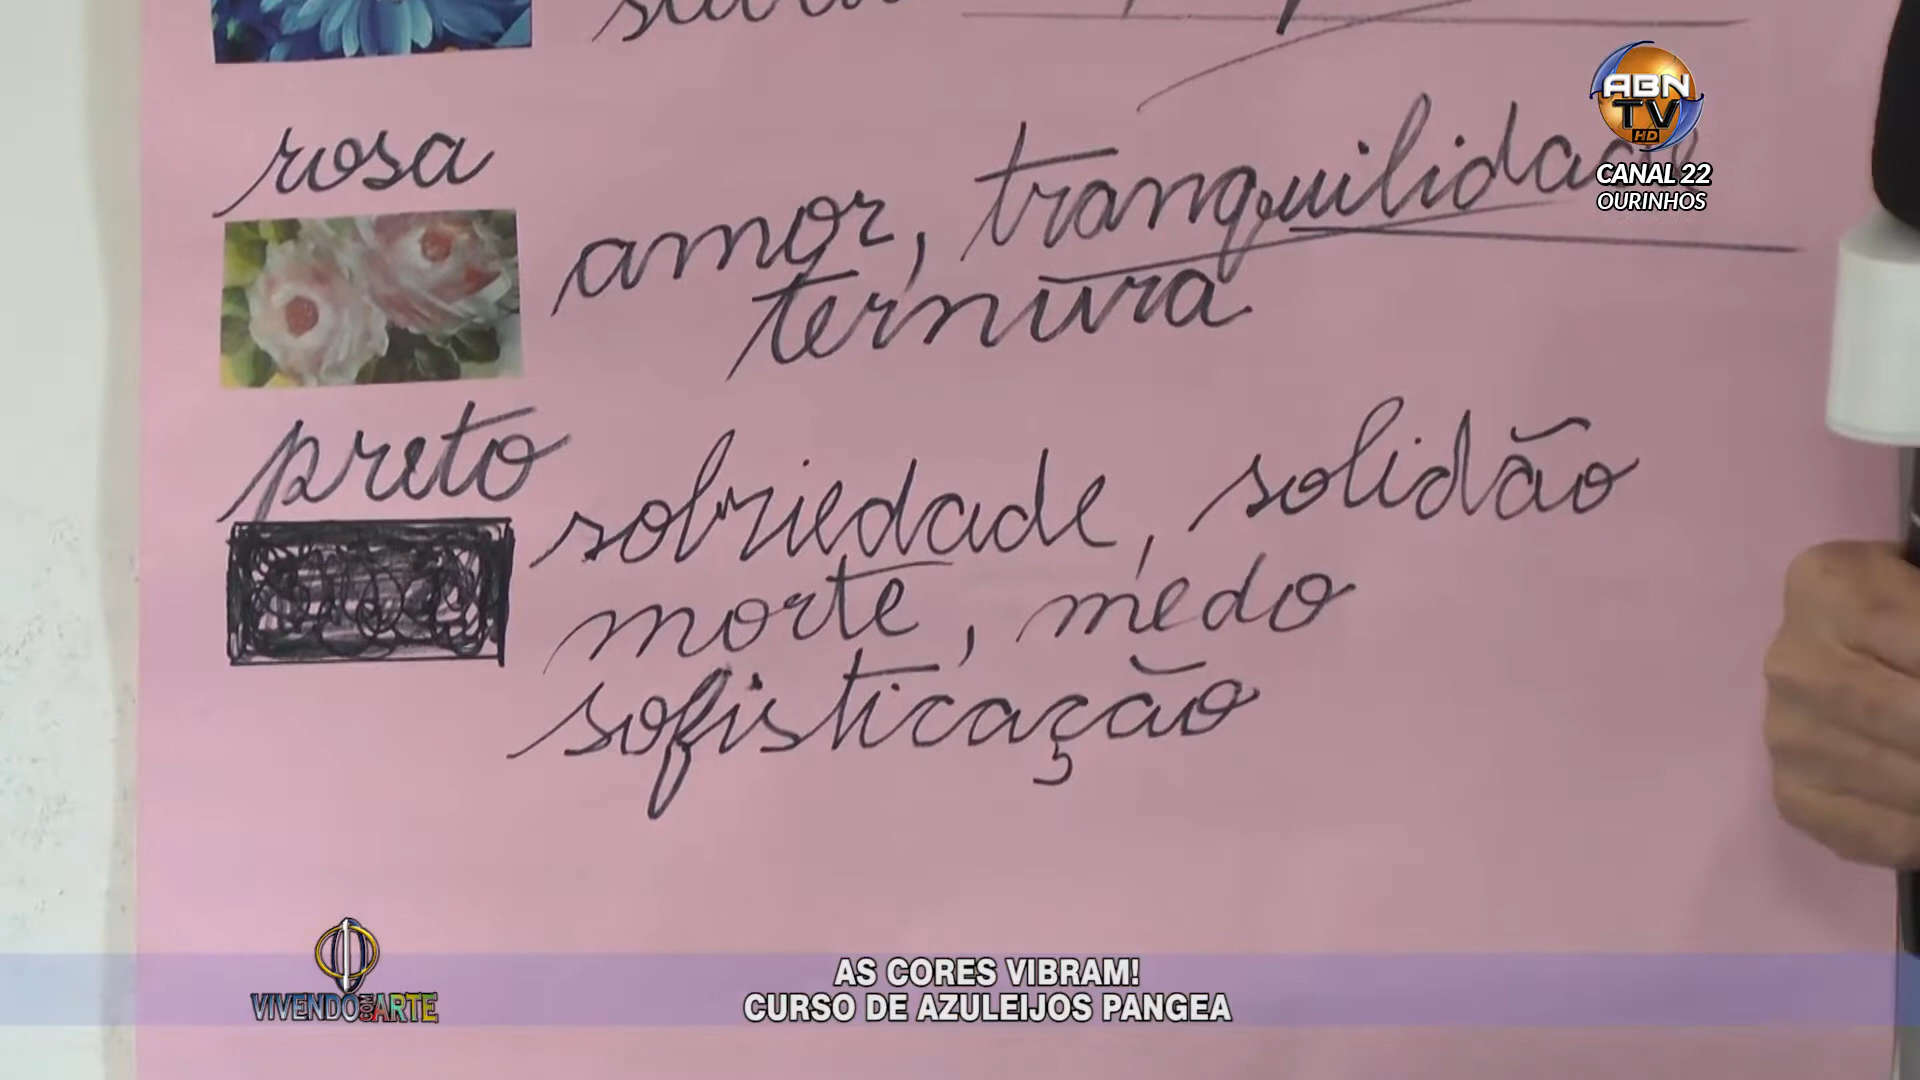 ABN
TV
HD
CANAL 22
OURINHOS
rosa
amor, tranquilidade
ternura
preto
sobriedade, solidão
morte, medo
sofisticação
VIVENDO COM ARTE
AS CORES VIBRAM!
CURSO DE AZULEIJOS PANGEA